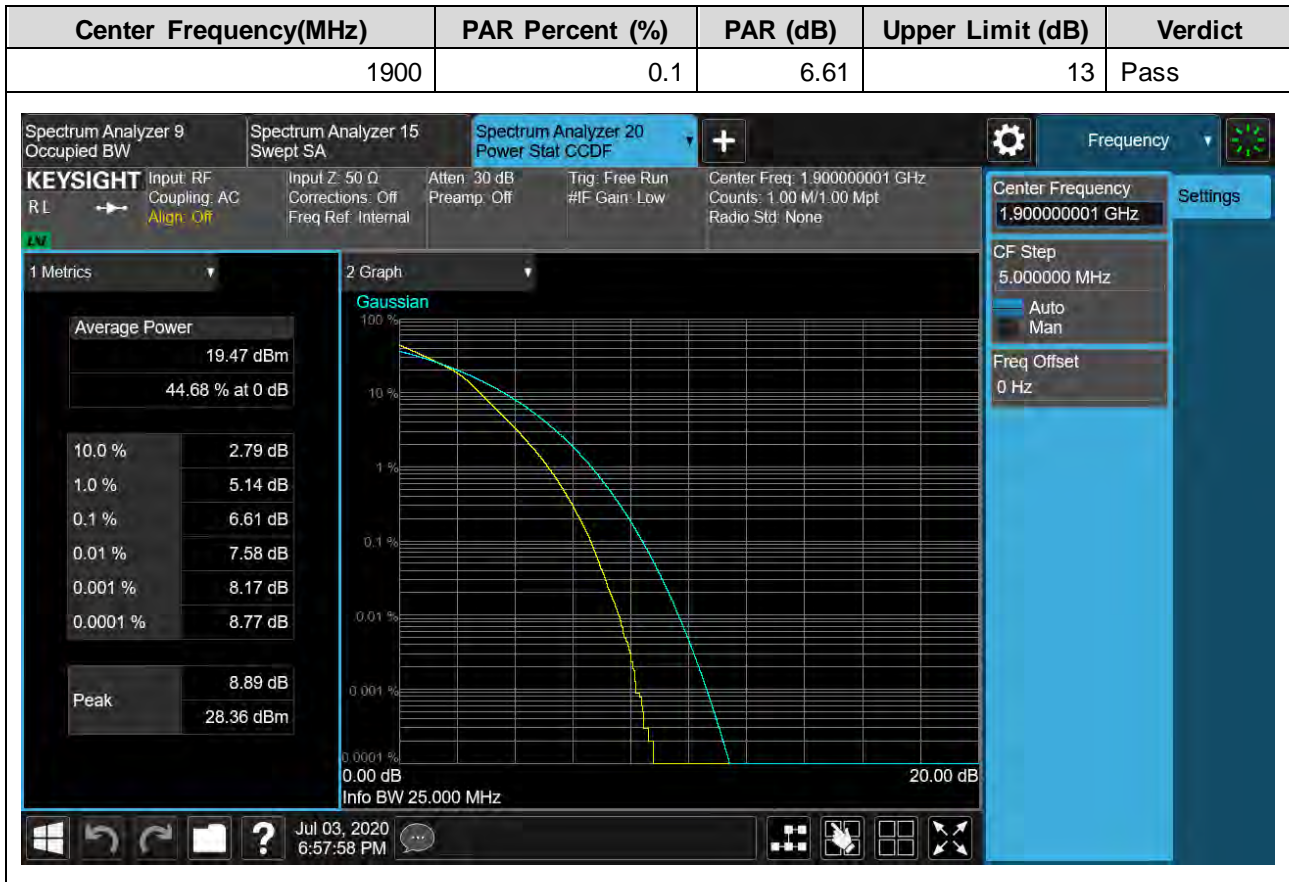 Center Frequency(MHz) PAR Percent (%) PAR (dB) Upper Limit (dB) Verdict
1900 0.1 6.61 13 Pass
Spectrum Analyzer 9 Spectrum Analyzer 15 Spectrum Analyzer 20
Occupied BW Swept SA Power Stat CCDF
Frequency
KEYSIGHT Input: RF Input Z: 50 Ω Atten: 30 dB Trig: Free Run Center Freq: 1.900000001 GHz
RL Coupling: AC Corrections: Off Preamp: Off #IF Gain: Low Counts: 1.00 M/1.00 Mpt
Align: Off Freq Ref: Internal Radio Std: None
Center Frequency
1.900000001 GHz
Settings
CF Step
5.000000 MHz
Auto
Man
Freq Offset
0 Hz
1 Metrics
Average Power
19.47 dBm
44.68 % at 0 dB
10.0 % 2.79 dB
1.0 % 5.14 dB
0.1 % 6.61 dB
0.01 % 7.58 dB
0.001 % 8.17 dB
0.0001 % 8.77 dB
Peak 8.89 dB
28.36 dBm
2 Graph
Gaussian
100 %
10 %
1 %
0.1 %
0.01 %
0.001 %
0.0001 %
0.00 dB 20.00 dB
Info BW 25.000 MHz
Jul 03, 2020
6:57:58 PM